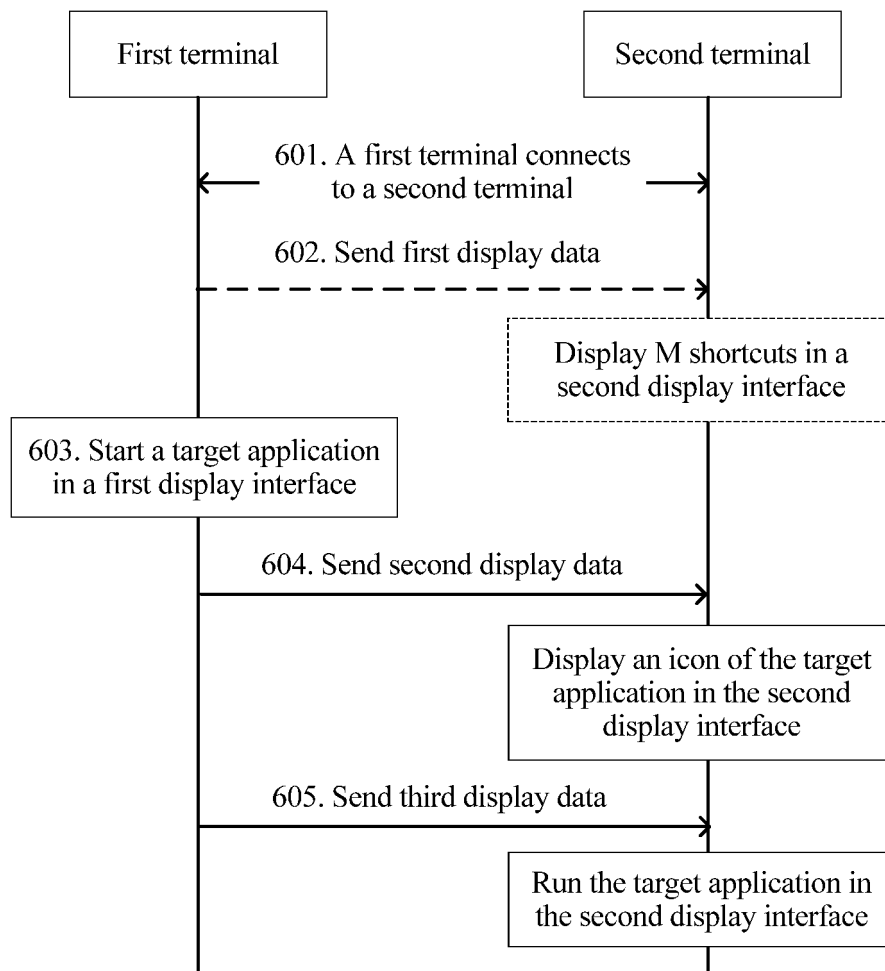 First terminal
Second terminal
601. A first terminal connects
to a second terminal
602. Send first display data
Display M shortcuts in a
second display interface
603. Start a target application
in a first display interface
604. Send second display data
Display an icon of the target
application in the second
display interface
605. Send third display data
Run the target application in
the second display interface